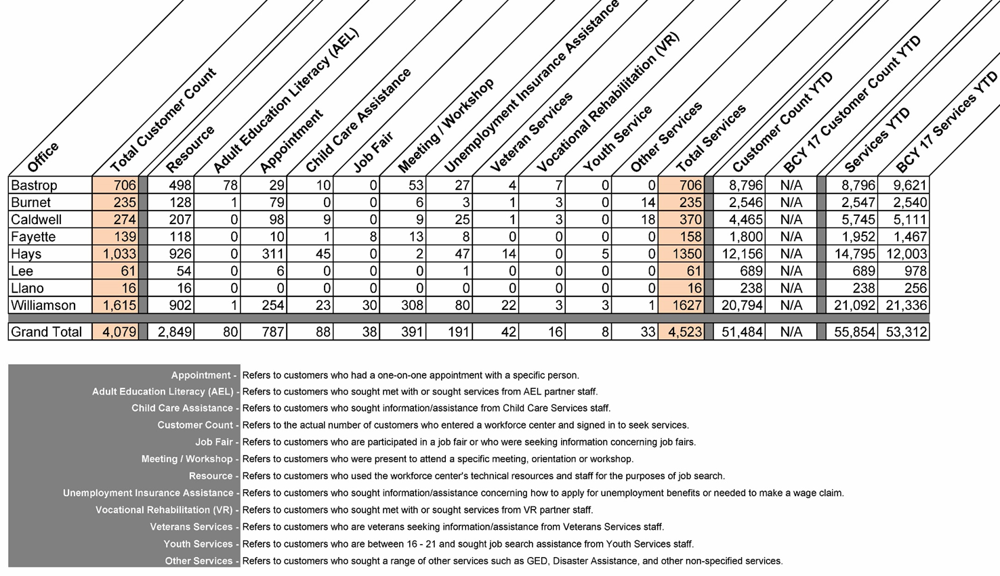 Office Total Customer Count Resource Adult Education Literacy (AEL) Appointment Child Care Assistance Job Fair Meeting / Workshop Unemployment Insurance Assistance Veteran Services Vocational Rehabilitation (VR) Youth Service Other Services Total Services Customer Count YTD BCY 17 Customer Count YTD Services YTD BCY 17 Services YTD
Bastrop 706 498 78 29 10 0 53 27 4 7 0 0 706 8,796 N/A 8,796 9,621
Burnet 235 128 1 79 0 0 6 3 1 3 0 14 235 2,546 N/A 2,547 2,540
Caldwell 274 207 0 98 9 0 9 25 1 3 0 18 370 4,465 N/A 5,745 5,111
Fayette 139 118 0 10 1 8 13 8 0 0 0 0 158 1,800 N/A 1,952 1,467
Hays 1,033 926 0 311 45 0 2 47 14 0 5 0 1350 12,156 N/A 14,795 12,003
Lee 61 54 0 6 0 0 0 1 0 0 0 0 61 689 N/A 689 978
Llano 16 16 0 0 0 0 0 0 0 0 0 0 16 238 N/A 238 256
Williamson 1,615 902 1 254 23 30 308 80 22 3 3 1 1627 20,794 N/A 21,092 21,336
Grand Total 4,079 2,849 80 787 88 38 391 191 42 16 8 33 4,523 51,484 N/A 55,854 53,312
Appointment - Refers to customers who had a one-on-one appointment with a specific person.
Adult Education Literacy (AEL) - Refers to customers who sought met with or sought services from AEL partner staff.
Child Care Assistance - Refers to customers who sought information/assistance from Child Care Services staff.
Customer Count - Refers to the actual number of customers who entered a workforce center and signed in to seek services.
Job Fair - Refers to customers who are participated in a job fair or who were seeking information concerning job fairs.
Meeting / Workshop - Refers to customers who were present to attend a specific meeting, orientation or workshop.
Resource - Refers to customers who used the workforce center's technical resources and staff for the purposes of job search.
Unemployment Insurance Assistance - Refers to customers who sought information/assistance concerning how to apply for unemployment benefits or needed to make a wage claim.
Vocational Rehabilitation (VR) - Refers to customers who sought met with or sought services from VR partner staff.
Veterans Services - Refers to customers who are veterans seeking information/assistance from Veterans Services staff.
Youth Services - Refers to customers who are between 16 - 21 and sought job search assistance from Youth Services staff.
Other Services - Refers to customers who sought a range of other services such as GED, Disaster Assistance, and other non-specified services.